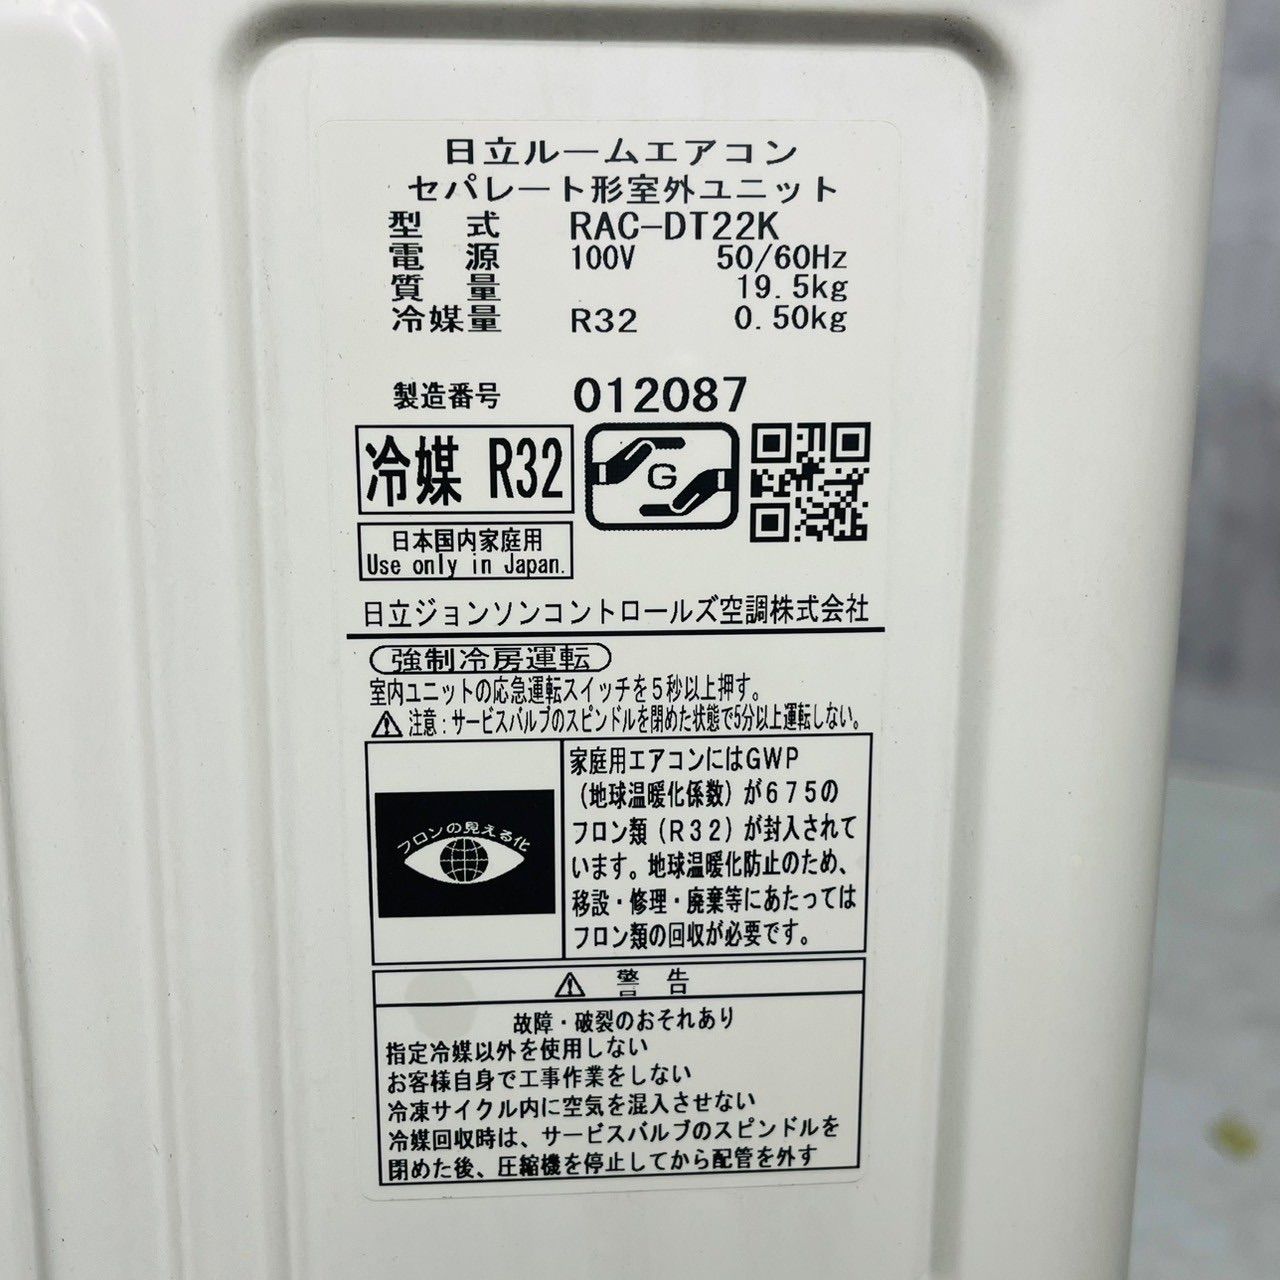 日立ルームエアコン
セパレート形室外ユニット
型 式 RAC-DT22K
電 源 100V 50/60Hz
質 量 19.5kg
冷媒量 R32 0.50kg
製造番号 012087
冷媒 R32
G
日本国内家庭用
Use only in Japan.
日立ジョンソンコントロールズ空調株式会社
強制冷房運転
室内ユニットの応急運転スイッチを5秒以上押す。
注意:サービスバルブのスピンドルを閉めた状態で5分以上運転しない。
フロンの見える化
家庭用エアコンにはGWP
(地球温暖化係数)が675の
フロン類(R32)が封入されて
います。地球温暖化防止のため、
移設・修理・廃棄等にあたっては
フロン類の回収が必要です。
警 告
故障・破裂のおそれあり
指定冷媒以外を使用しない
お客様自身で工事作業をしない
冷凍サイクル内に空気を混入させない
冷媒回収時は、サービスバルブのスピンドルを
閉めた後、圧縮機を停止してから配管を外す